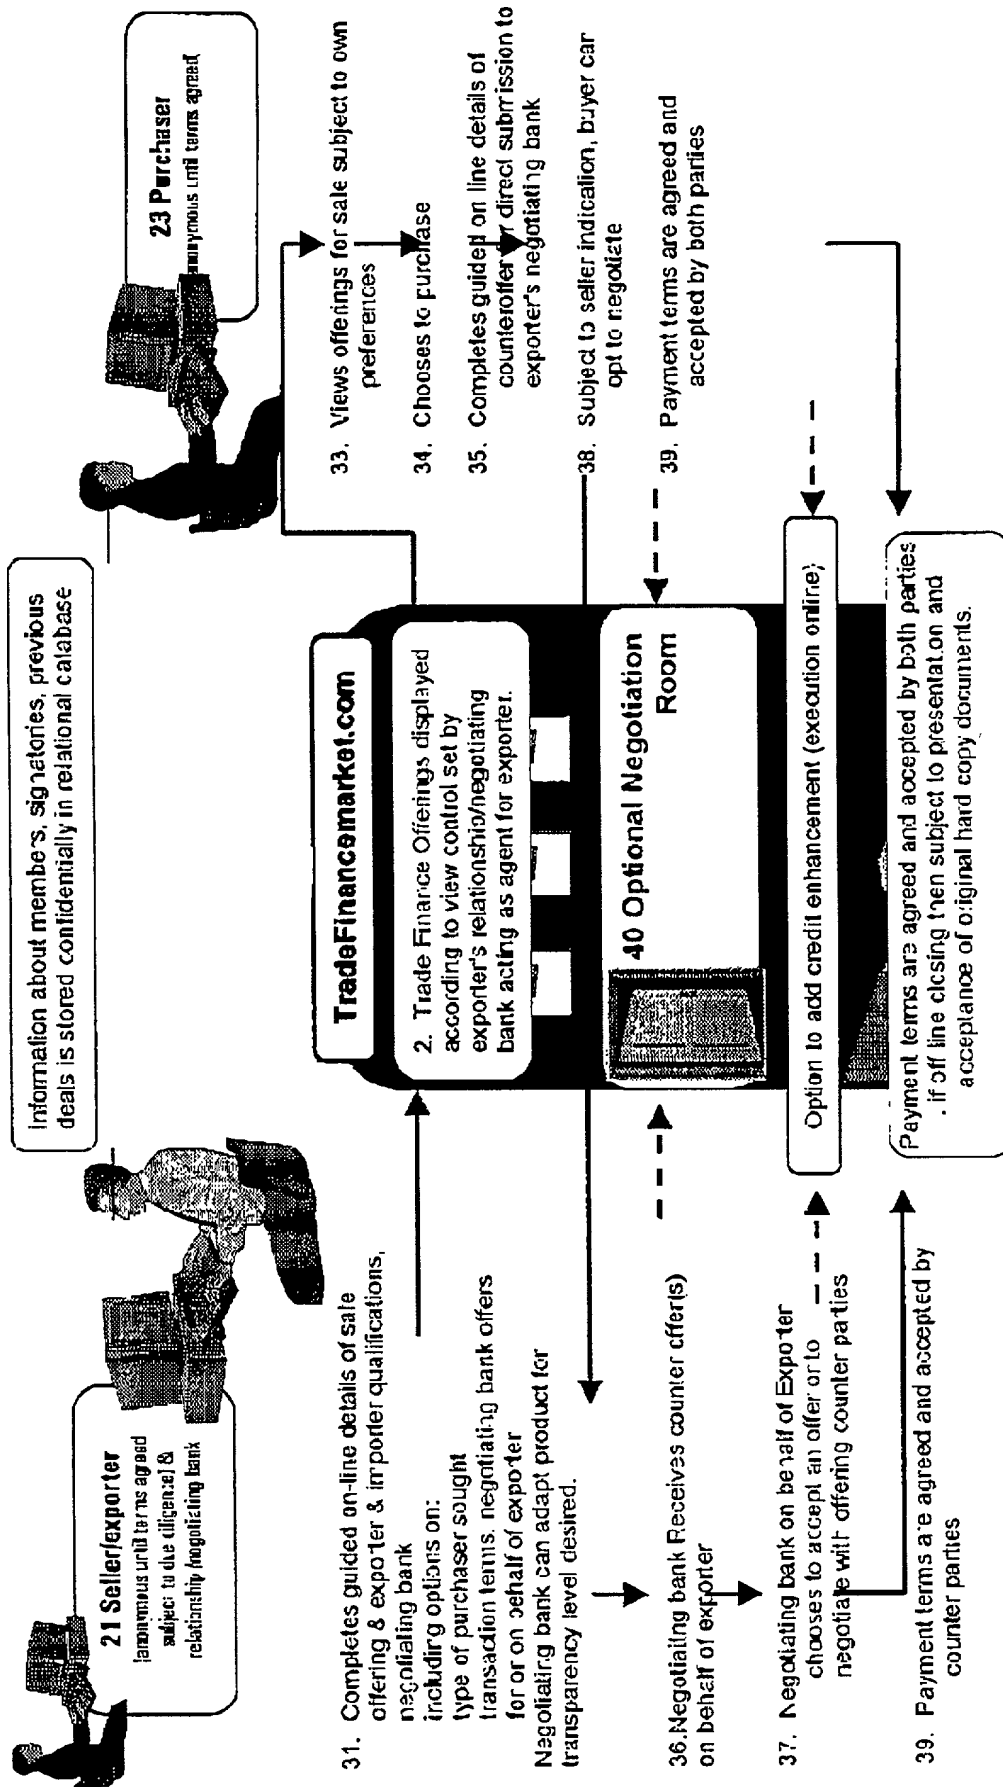 Information about members, signatories, previous
deals is stored confidentially in relational catabase
21 Seller/exporter
(anonymous until terms agreed
subject to due diligence) &
relationship /negotiating bank
23 Purchaser
anonymous until terms agreed)
31. Completes guided on-line details of sale
offering & exporter & importer qualifications,
negotiating bank
including options on:
type of purchaser sought
transaction terms, negotiating bank offers
for or on behalf of exporter
Negotiating bank can adapt product for
transparency level desired.
36.Negotiating bank Receives counter offer(s)
on behalf of exporter
37. Negotiating bank on behalf of Exporter
chooses to accept an offer or to
negotiate with offering counter parties
39. Payment terms are agreed and accepted by
counter parties
TradeFinancemarket.com
2. Trade Finance Offerings displayed
according to view control set by
exporter's relationship/negotiating
bank acting as agent for exporter.
40 Optional Negotiation
Room
Option to add credit enhancement (execution online)
Payment terms are agreed and accepted by both parties
. if off line closing then subject to presentation and
acceptance of original hard copy documents.
33. Views offerings for sale subject to own
preferences
34. Chooses to purchase
35. Completes guided on line details of
counteroffer for direct submission to
exporter's negotiating bank
38. Subject to seller indication, buyer car
opt to negotiate
39. Payment terms are agreed and
accepted by both parties